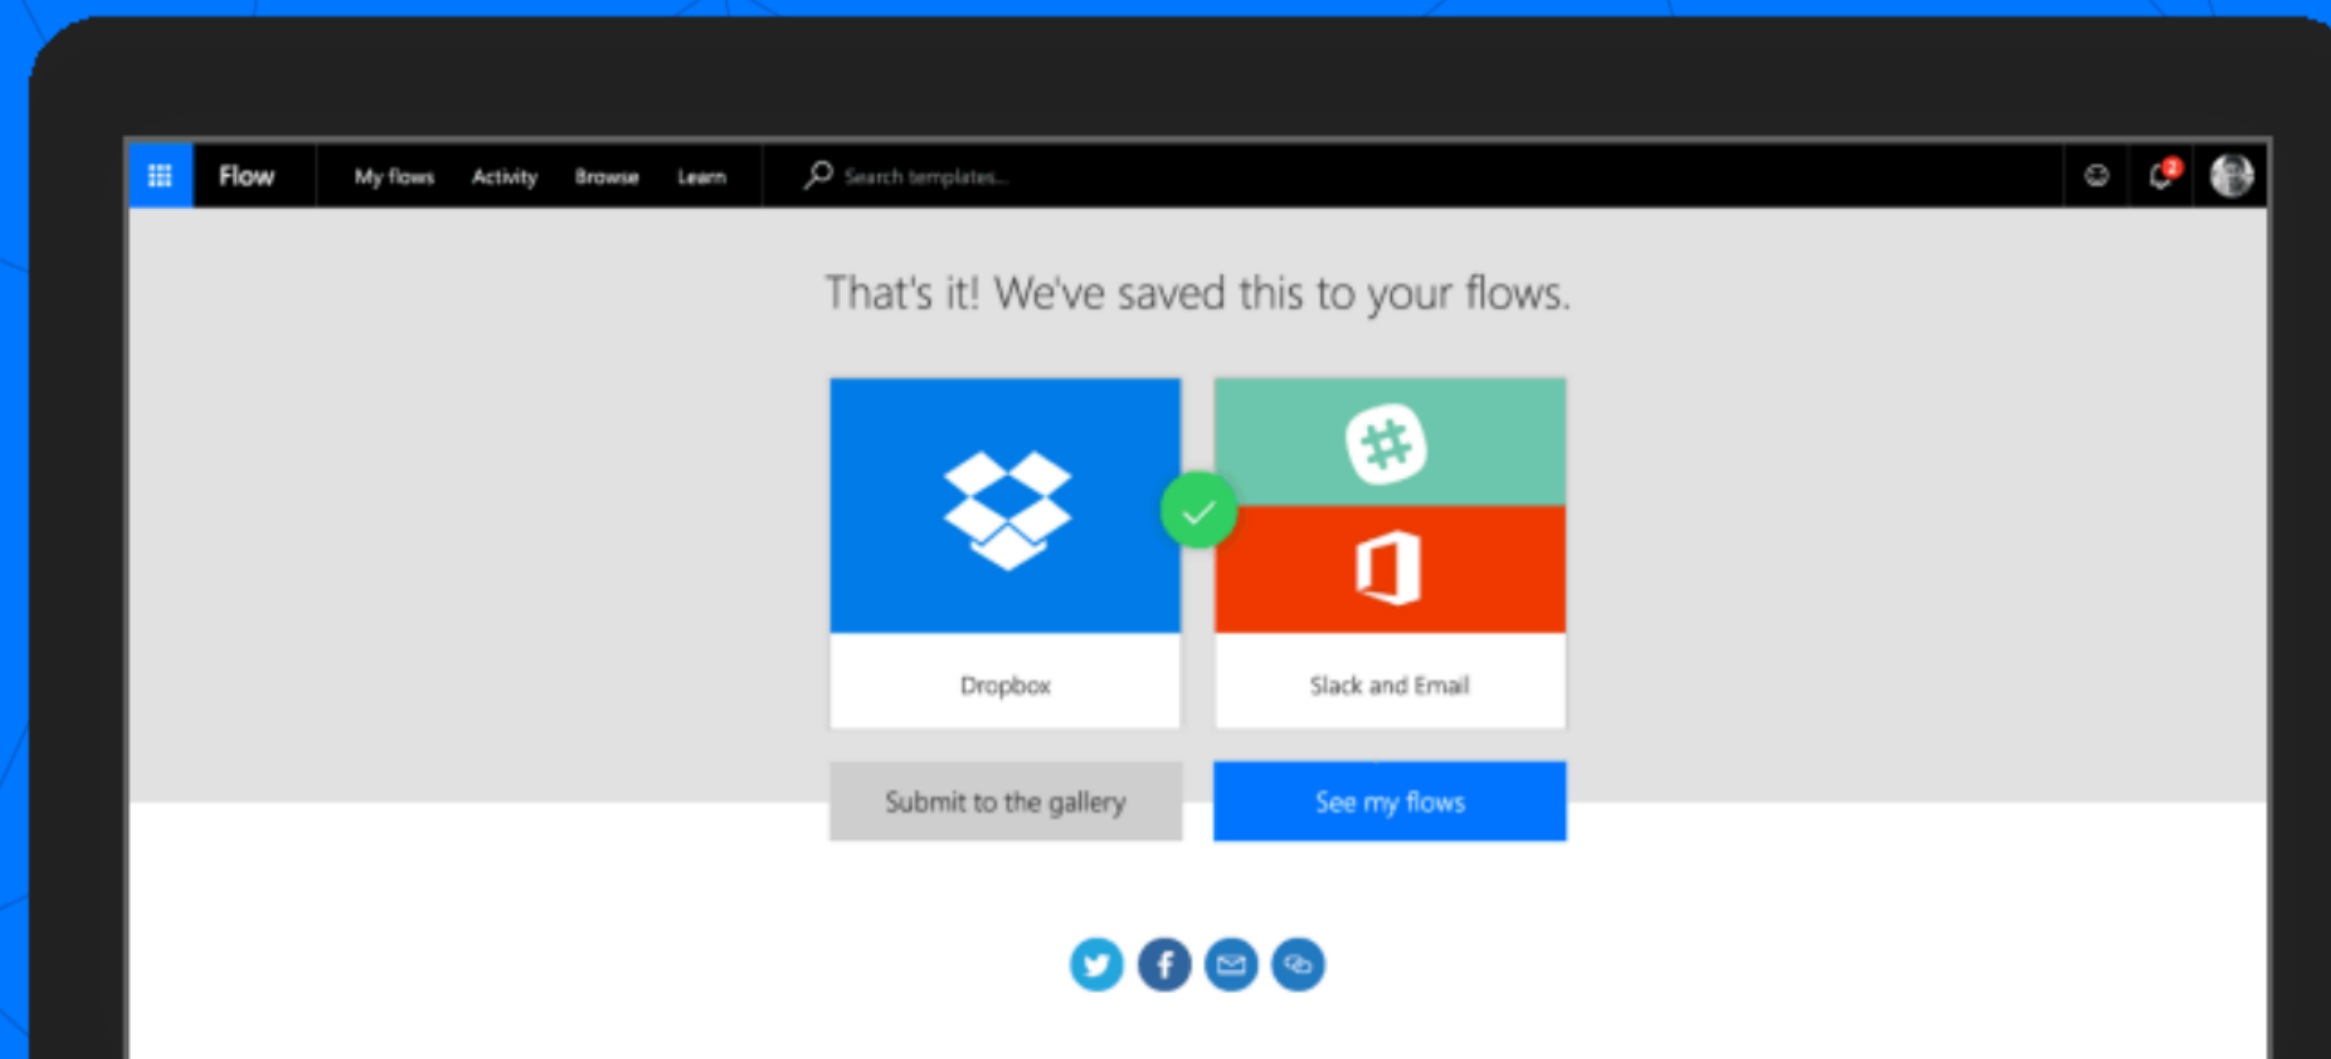 Flow
My flows
Activity
Browse
Learn
Search templates...
2
That's it! We've saved this to your flows.
Dropbox
Slack and Email
Submit to the gallery
See my flows